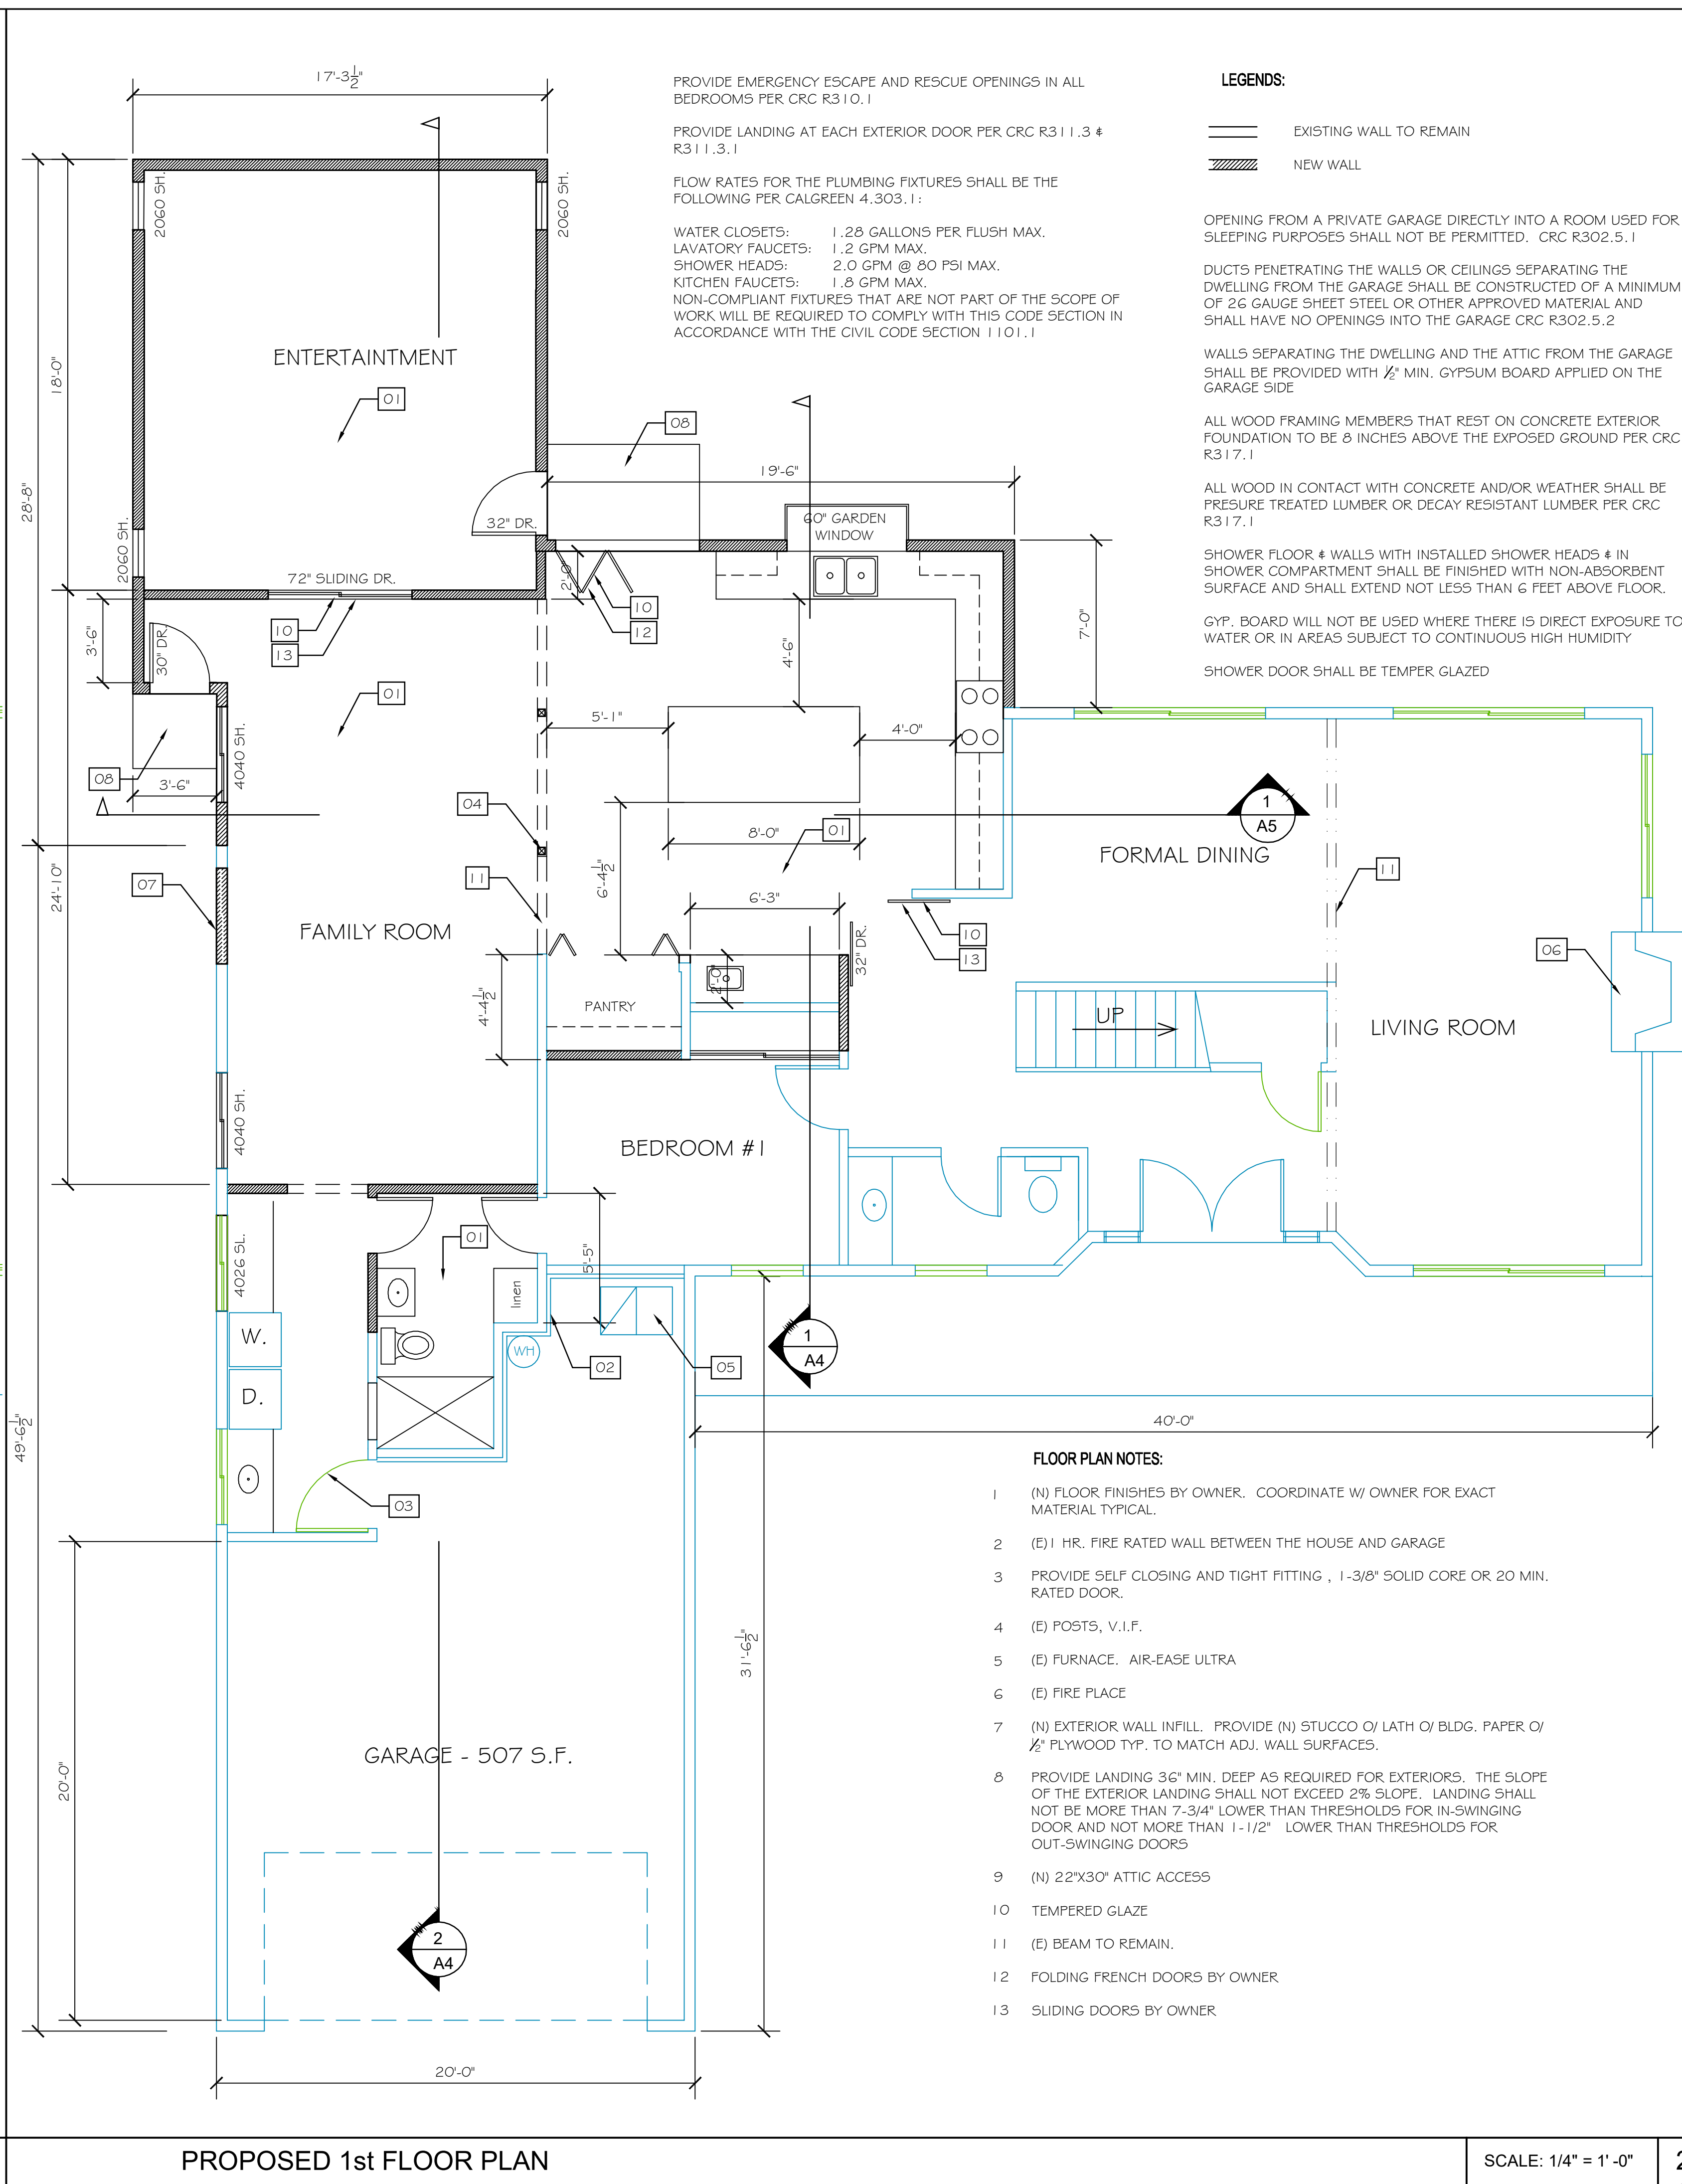 17'-3 1/2"
PROVIDE EMERGENCY ESCAPE AND RESCUE OPENINGS IN ALL
BEDROOMS PER CRC R310.1
PROVIDE LANDING AT EACH EXTERIOR DOOR PER CRC R311.3 &
R311.3.1
FLOW RATES FOR THE PLUMBING FIXTURES SHALL BE THE
FOLLOWING PER CALGREEN 4.303.1:
WATER CLOSETS: 1.28 GALLONS PER FLUSH MAX.
LAVATORY FAUCETS: 1.2 GPM MAX.
SHOWER HEADS: 2.0 GPM @ 80 PSI MAX.
KITCHEN FAUCETS: 1.8 GPM MAX.
NON-COMPLIANT FIXTURES THAT ARE NOT PART OF THE SCOPE OF
WORK WILL BE REQUIRED TO COMPLY WITH THIS CODE SECTION IN
ACCORDANCE WITH THE CIVIL CODE SECTION 1101.1
LEGENDS:
EXISTING WALL TO REMAIN
NEW WALL
OPENING FROM A PRIVATE GARAGE DIRECTLY INTO A ROOM USED FOR
SLEEPING PURPOSES SHALL NOT BE PERMITTED. CRC R302.5.1
DUCTS PENETRATING THE WALLS OR CEILINGS SEPARATING THE
DWELLING FROM THE GARAGE SHALL BE CONSTRUCTED OF A MINIMUM
OF 26 GAUGE SHEET STEEL OR OTHER APPROVED MATERIAL AND
SHALL HAVE NO OPENINGS INTO THE GARAGE CRC R302.5.2
WALLS SEPARATING THE DWELLING AND THE ATTIC FROM THE GARAGE
SHALL BE PROVIDED WITH 1/2" MIN. GYPSUM BOARD APPLIED ON THE
GARAGE SIDE
ALL WOOD FRAMING MEMBERS THAT REST ON CONCRETE EXTERIOR
FOUNDATION TO BE 8 INCHES ABOVE THE EXPOSED GROUND PER CRC
R317.1
ALL WOOD IN CONTACT WITH CONCRETE AND/OR WEATHER SHALL BE
PRESURE TREATED LUMBER OR DECAY RESISTANT LUMBER PER CRC
R317.1
SHOWER FLOOR & WALLS WITH INSTALLED SHOWER HEADS & IN
SHOWER COMPARTMENT SHALL BE FINISHED WITH NON-ABSORBENT
SURFACE AND SHALL EXTEND NOT LESS THAN 6 FEET ABOVE FLOOR.
GYP. BOARD WILL NOT BE USED WHERE THERE IS DIRECT EXPOSURE TO
WATER OR IN AREAS SUBJECT TO CONTINUOUS HIGH HUMIDITY
SHOWER DOOR SHALL BE TEMPER GLAZED
2060 SH.
2060 SH.
18'-0"
28'-8"
ENTERTAINTMENT
01
08
19'-6"
32" DR.
60" GARDEN
WINDOW
2060 SH.
72" SLIDING DR.
2'-0"
10
12
10
13
3'-6"
30" DR.
4'-6"
7'-0"
01
5'-1"
4'-0"
4040 SH.
08
3'-6"
04
8'-0"
01
1
A5
FORMAL DINING
11
07
24'-10"
11
6'-4 1/2"
6'-3"
FAMILY ROOM
32" DR.
10
13
06
4'-4 1/2"
2'-0"
PANTRY
UP
LIVING ROOM
4040 SH.
BEDROOM #1
4026 SL.
01
5'-5"
linen
W.
D.
WH
02
05
1
A4
49'-6 1/2"
40'-0"
03
FLOOR PLAN NOTES:
1 (N) FLOOR FINISHES BY OWNER. COORDINATE W/ OWNER FOR EXACT
MATERIAL TYPICAL.
2 (E)1 HR. FIRE RATED WALL BETWEEN THE HOUSE AND GARAGE
3 PROVIDE SELF CLOSING AND TIGHT FITTING , 1-3/8" SOLID CORE OR 20 MIN.
RATED DOOR.
4 (E) POSTS, V.I.F.
5 (E) FURNACE. AIR-EASE ULTRA
6 (E) FIRE PLACE
7 (N) EXTERIOR WALL INFILL. PROVIDE (N) STUCCO O/ LATH O/ BLDG. PAPER O/
1/2" PLYWOOD TYP. TO MATCH ADJ. WALL SURFACES.
8 PROVIDE LANDING 36" MIN. DEEP AS REQUIRED FOR EXTERIORS. THE SLOPE
OF THE EXTERIOR LANDING SHALL NOT EXCEED 2% SLOPE. LANDING SHALL
NOT BE MORE THAN 7-3/4" LOWER THAN THRESHOLDS FOR IN-SWINGING
DOOR AND NOT MORE THAN 1-1/2" LOWER THAN THRESHOLDS FOR
OUT-SWINGING DOORS
9 (N) 22"X30" ATTIC ACCESS
10 TEMPERED GLAZE
11 (E) BEAM TO REMAIN.
12 FOLDING FRENCH DOORS BY OWNER
13 SLIDING DOORS BY OWNER
31'-6 1/2"
20'-0"
GARAGE - 507 S.F.
2
A4
20'-0"
PROPOSED 1st FLOOR PLAN
SCALE: 1/4" = 1' -0"